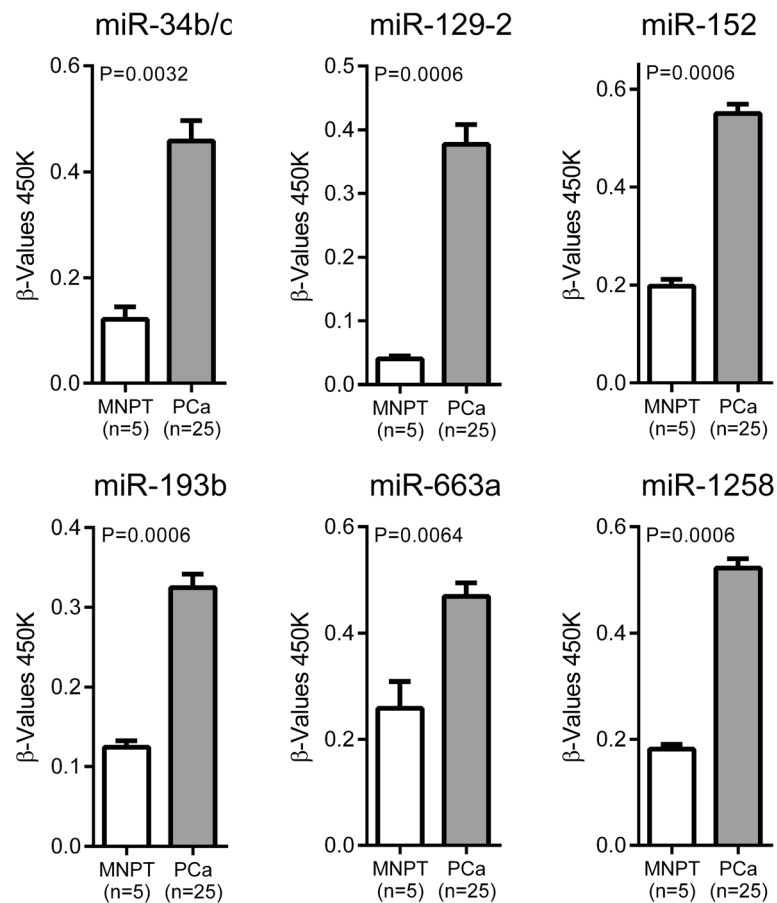 miR-34b/c
P=0.0032
β-Values 450K
0.6
0.4
0.2
0.0
MNPT
(n=5)
PCa
(n=25)
miR-129-2
P=0.0006
β-Values 450K
0.5
0.4
0.3
0.2
0.1
0.0
MNPT
(n=5)
PCa
(n=25)
miR-152
P=0.0006
β-Values 450K
0.6
0.4
0.2
0.0
MNPT
(n=5)
PCa
(n=25)
miR-193b
P=0.0006
β-Values 450K
0.4
0.3
0.2
0.1
0.0
MNPT
(n=5)
PCa
(n=25)
miR-663a
P=0.0064
β-Values 450K
0.6
0.4
0.2
0.0
MNPT
(n=5)
PCa
(n=25)
miR-1258
P=0.0006
β-Values 450K
0.6
0.4
0.2
0.0
MNPT
(n=5)
PCa
(n=25)